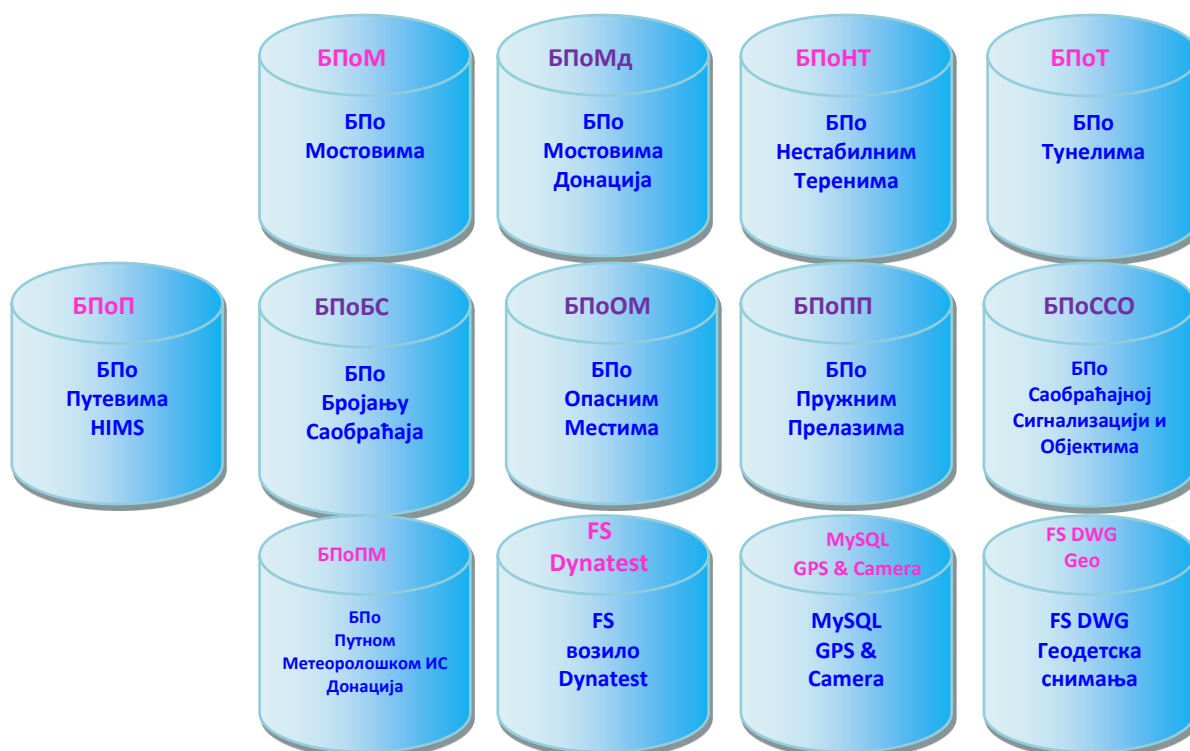 БПоМ
БПо
Мостовима
БПоМд
БПо
Мостовима
Донација
БПоНТ
БПо
Нестабилним
Теренима
БПоТ
БПо
Тунелима
БПоП
БПо
Путевима
HIMS
БПоБС
БПо
Бројању
Саобраћаја
БПоОМ
БПо
Опасним
Местима
БПоПП
БПо
Пружним
Прелазима
БПоССО
БПо
Саобраћајној
Сигнализацији и
Објектима
БПоПМ
БПо
Путном
Метеоролошком ИС
Донација
FS
Dynatest
FS
возило
Dynatest
MySQL
GPS & Camera
MySQL
GPS &
Camera
FS DWG
Geo
FS DWG
Геодетска
снимања